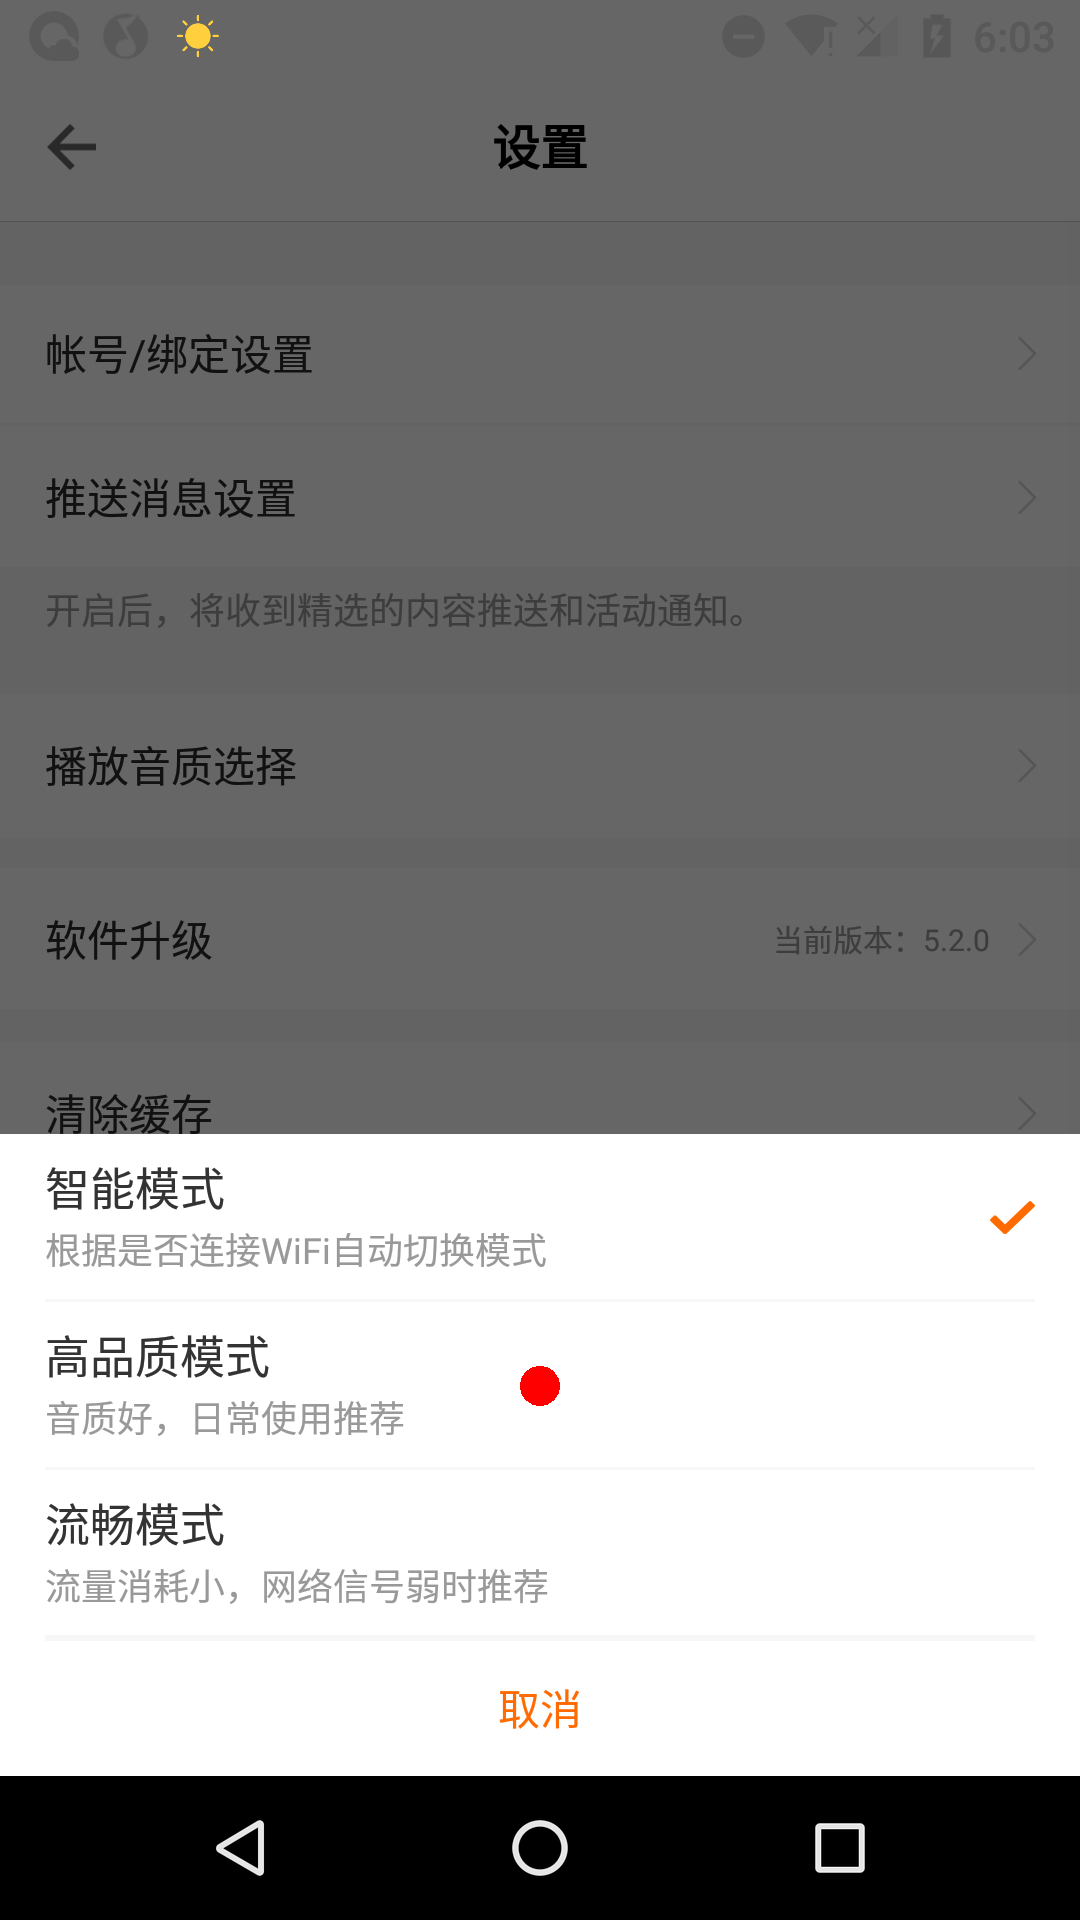 6:03
设置
帐号/绑定设置
推送消息设置
开启后，将收到精选的内容推送和活动通知。
播放音质选择
软件升级
当前版本：5.2.0
清除缓存
智能模式
根据是否连接WiFi自动切换模式
高品质模式
音质好，日常使用推荐
流畅模式
流量消耗小，网络信号弱时推荐
取消